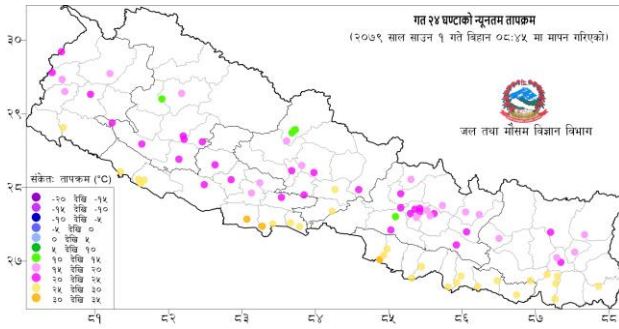 गत २४ घण्टाको न्यूनतम तापक्रम
(२०७९ साल साउन १ गते बिहान ०८:४५ मा मापन गरिएको)
जल तथा मौसम विज्ञान विभाग
३०
२९
२८
२७
संकेत: तापक्रम (°C)
-२० देखि -१५
-१५ देखि -१०
-१० देखि -५
-५ देखि ०
० देखि ५
५ देखि १०
१० देखि १५
१५ देखि २०
२० देखि २५
२५ देखि ३०
३० देखि ३५
८१ ८२ ८३ ८४ ८५ ८६ ८७ ८८